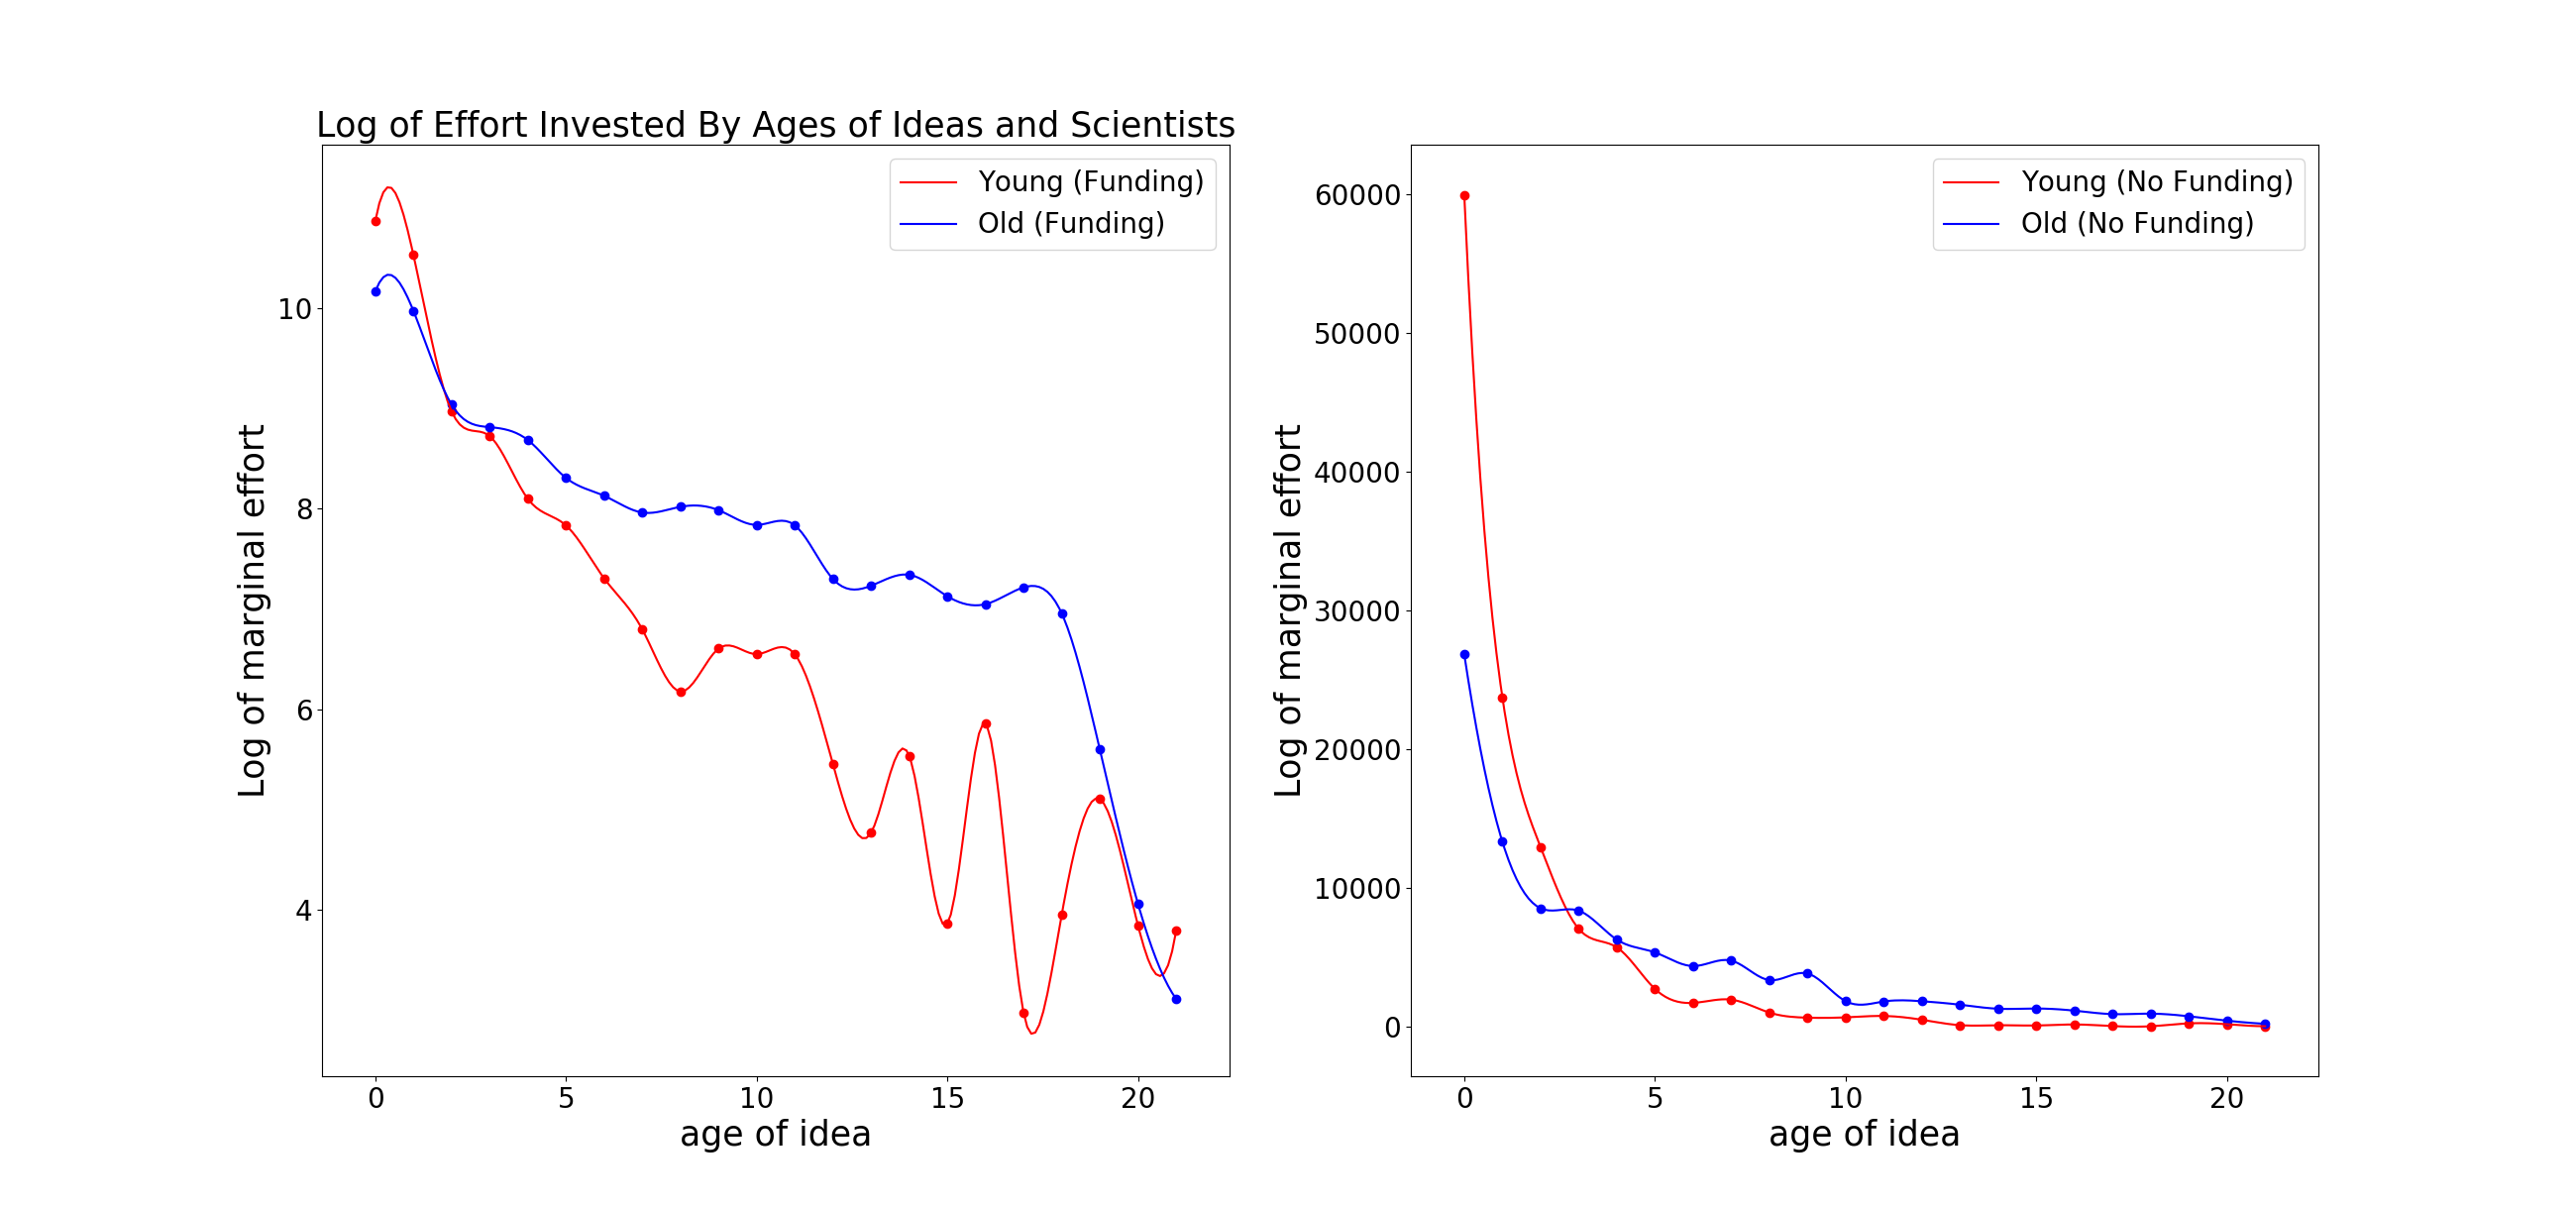 Log of Effort Invested By Ages of Ideas and Scientists
Young (Funding)
Old (Funding)
Log of marginal effort
10
8
6
4
0 5 10 15 20
age of idea
Young (No Funding)
Old (No Funding)
Log of marginal effort
60000
50000
40000
30000
20000
10000
0
0 5 10 15 20
age of idea